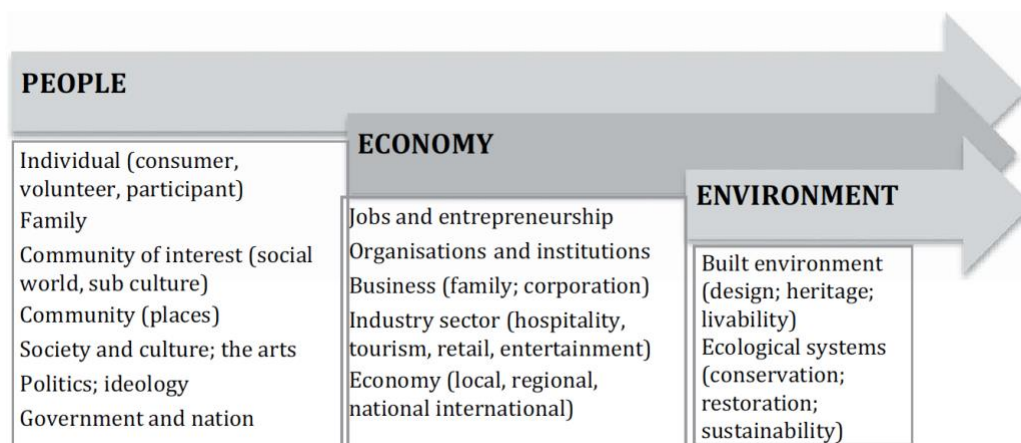 PEOPLE
Individual (consumer,
volunteer, participant)
Family
Community of interest (social
world, sub culture)
Community (places)
Society and culture; the arts
Politics; ideology
Government and nation
ECONOMY
Jobs and entrepreneurship
Organisations and institutions
Business (family; corporation)
Industry sector (hospitality,
tourism, retail, entertainment)
Economy (local, regional,
national international)
ENVIRONMENT
Built environment
(design; heritage;
livability)
Ecological systems
(conservation;
restoration;
sustainability)